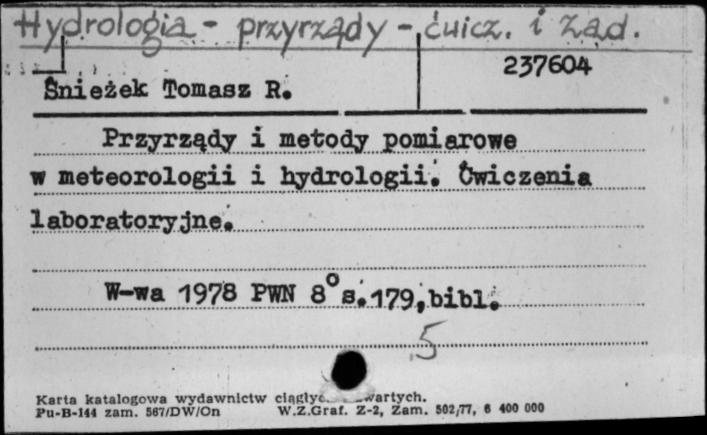 Hydrologia - przyrządy - ćwicz. i zad.
237604
Śnieżek Tomasz R.
Przyrządy i metody pomiarowe
w meteorologii i hydrologii. Ćwiczenia
laboratoryjne.
W-wa 1978 PWN 8° s. 179, bibl.
5
Karta katalogowa wydawnictw
Pu-B-144 zam. 567/DW/On W.Z.Graf. Z-2, Zam. 502/77, 6 400 000